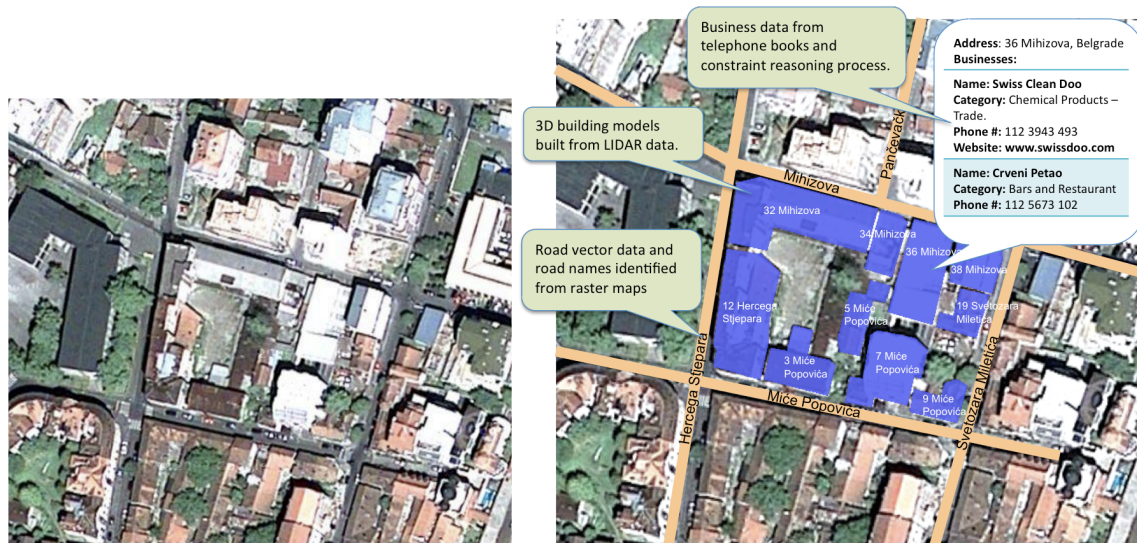 Business data from
telephone books and
constraint reasoning process.
Address: 36 Mihizova, Belgrade
Businesses:
Name: Swiss Clean Doo
Category: Chemical Products –
Trade.
Phone #: 112 3943 493
Website: www.swissdoo.com
Name: Crveni Petao
Category: Bars and Restaurant
Phone #: 112 5673 102
3D building models
built from LIDAR data.
Road vector data and
road names identified
from raster maps
Pančevačk
Mihizova
32 Mihizova
34 Mihizova
36 Mihizova
38 Mihizova
12 Hercega
Stjepara
5 Miće
Popovića
19 Svetozara
Miletića
3 Miće
Popovića
7 Miće
Popovića
9 Miće
Popovića
Hercega Stjepara
Miće Popovica
Svetozara Miletića